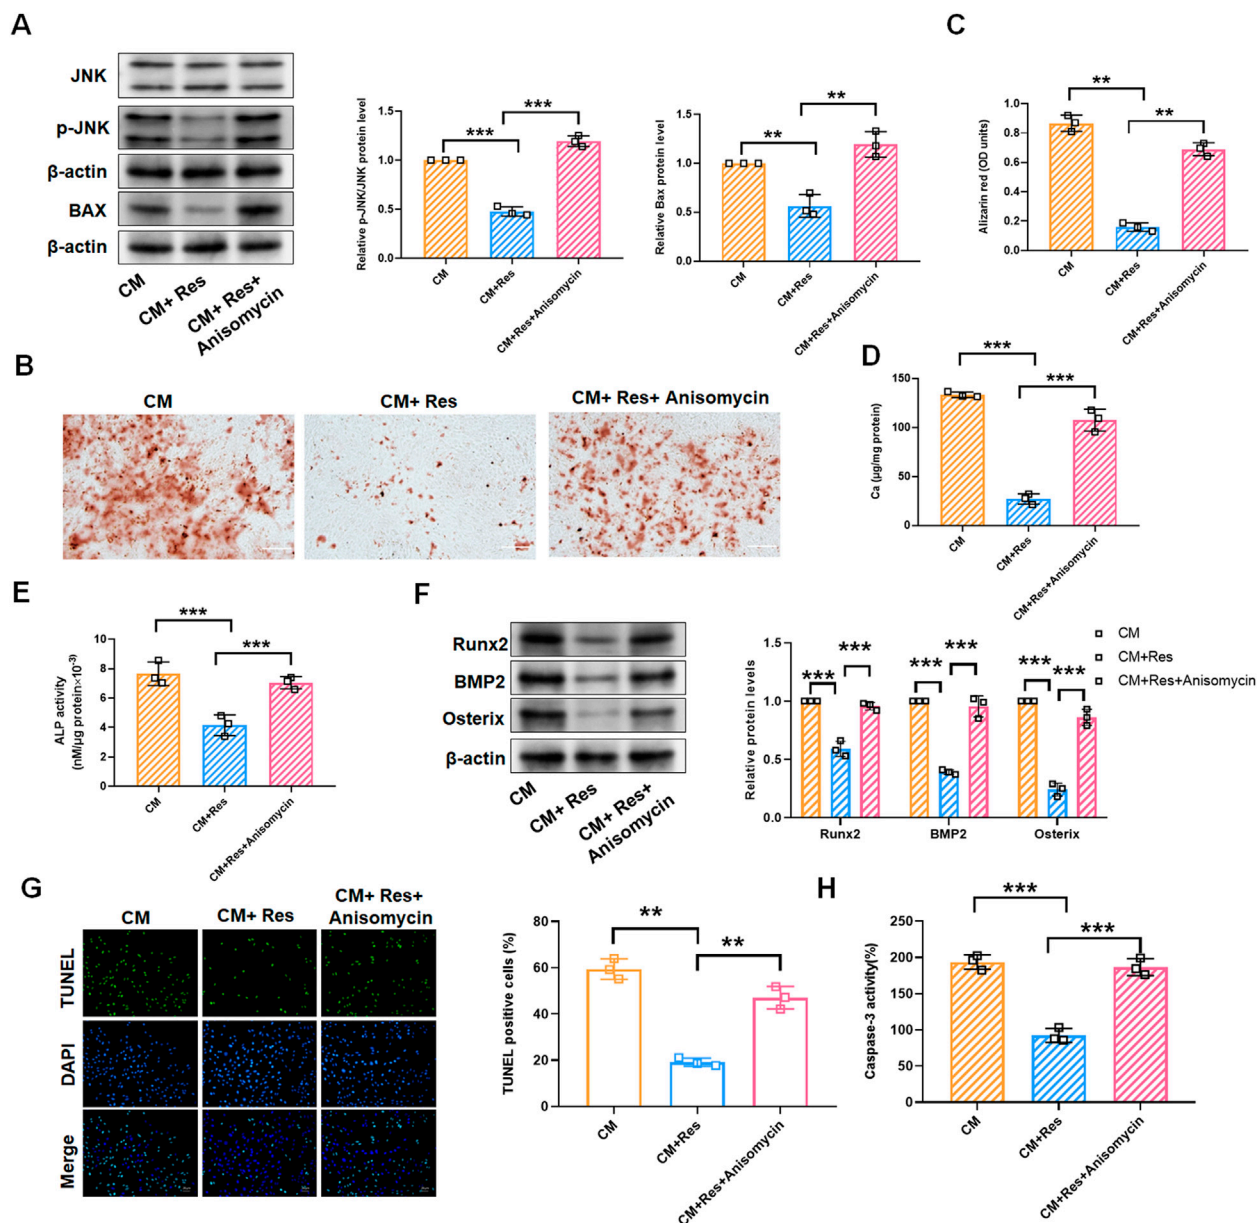 A
JNK
p-JNK
β-actin
BAX
β-actin
CM
CM+ Res
CM+ Res+
Anisomycin
Relative p-JNK/JNK protein level
1.5
1.0
0.5
0.0
***
***
CM
CM+Res
CM+Res+Anisomycin
Relative Bax protein level
1.5
1.0
0.5
0.0
**
**
CM
CM+Res
CM+Res+Anisomycin
C
Alizarin red (OD units)
1.0
0.8
0.6
0.4
0.2
0.0
**
**
CM
CM+Res
CM+Res+Anisomycin
B
CM
CM+ Res
CM+ Res+ Anisomycin
D
Ca (μg/mg protein)
150
100
50
0
***
***
CM
CM+Res
CM+Res+Anisomycin
E
ALP activity
(nM/μg protein×10⁻³)
10
8
6
4
2
0
***
***
CM
CM+Res
CM+Res+Anisomycin
F
Runx2
BMP2
Osterix
β-actin
CM
CM+ Res
CM+ Res+
Anisomycin
Relative protein levels
1.5
1.0
0.5
0.0
***
***
***
***
***
***
Runx2
BMP2
Osterix
CM
CM+Res
CM+Res+Anisomycin
G
CM
CM+ Res
CM+ Res+
Anisomycin
TUNEL
DAPI
Merge
TUNEL positive cells (%)
80
60
40
20
0
**
**
CM
CM+Res
CM+Res+Anisomycin
H
Caspase-3 activity(%)
250
200
150
100
50
0
***
***
CM
CM+Res
CM+Res+Anisomycin